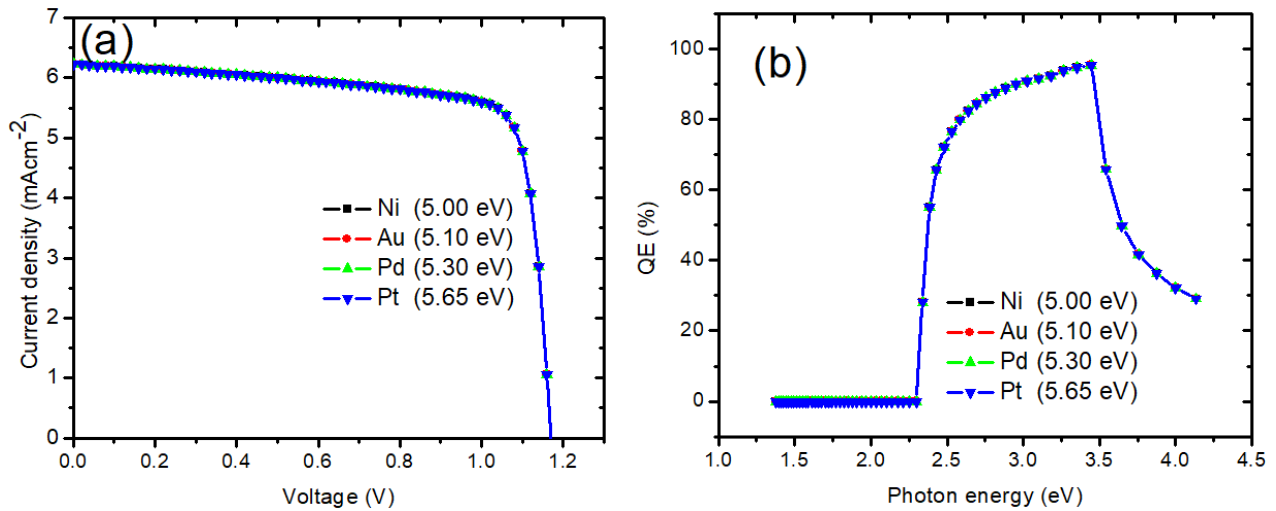 (a)
Current density (mAcm⁻²)
7
6
5
4
3
2
1
0
Ni (5.00 eV)
Au (5.10 eV)
Pd (5.30 eV)
Pt (5.65 eV)
0.0 0.2 0.4 0.6 0.8 1.0 1.2
Voltage (V)
(b)
QE (%)
100
80
60
40
20
0
Ni (5.00 eV)
Au (5.10 eV)
Pd (5.30 eV)
Pt (5.65 eV)
1.0 1.5 2.0 2.5 3.0 3.5 4.0 4.5
Photon energy (eV)